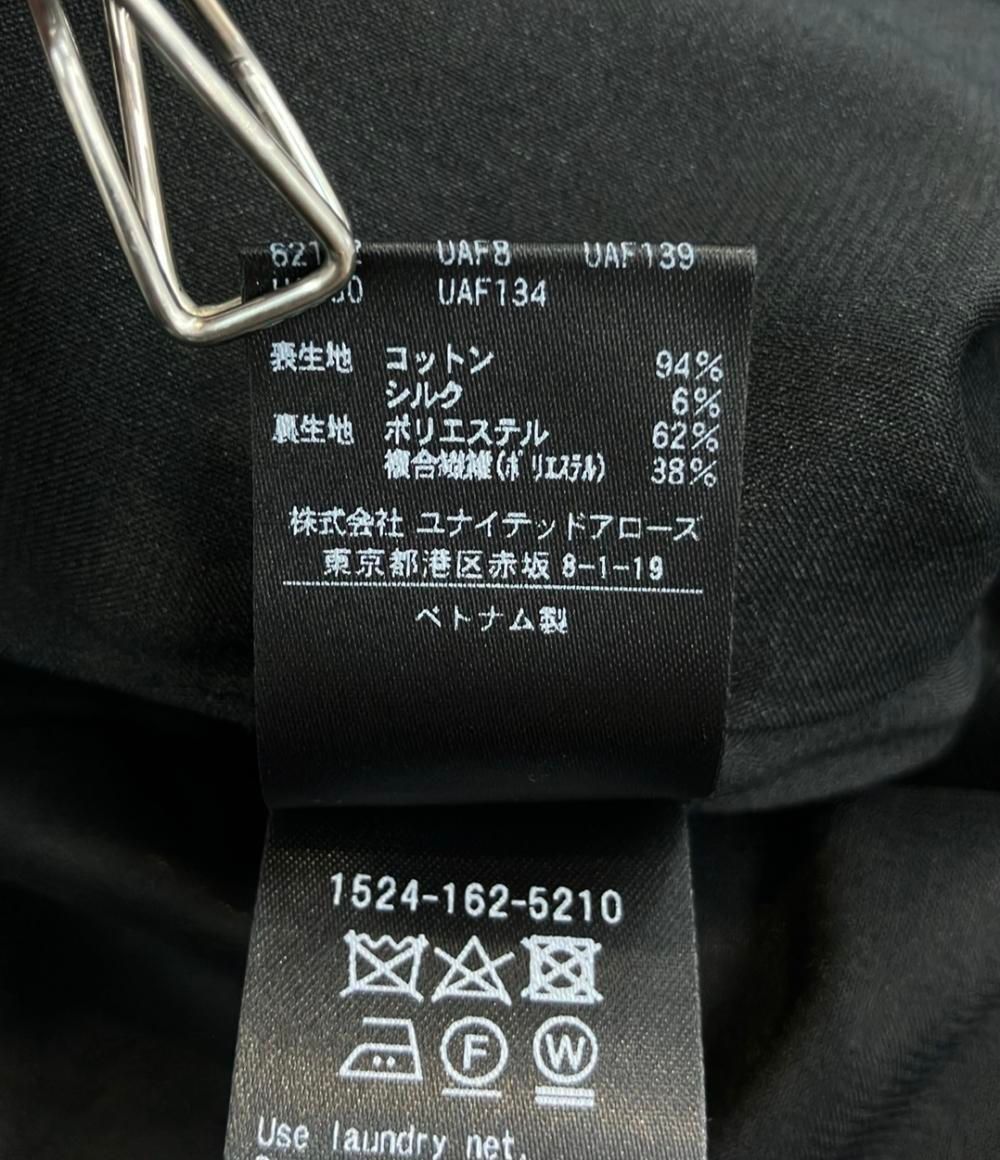 UAF8 UAF139
UAF134
表生地 コットン 94%
シルク 6%
裏生地 ポリエステル 62%
複合繊維(ポリエステル) 38%
株式会社 ユナイテッドアローズ
東京都港区赤坂 8-1-19
ベトナム製
1524-162-5210
F W
Use laundry net.